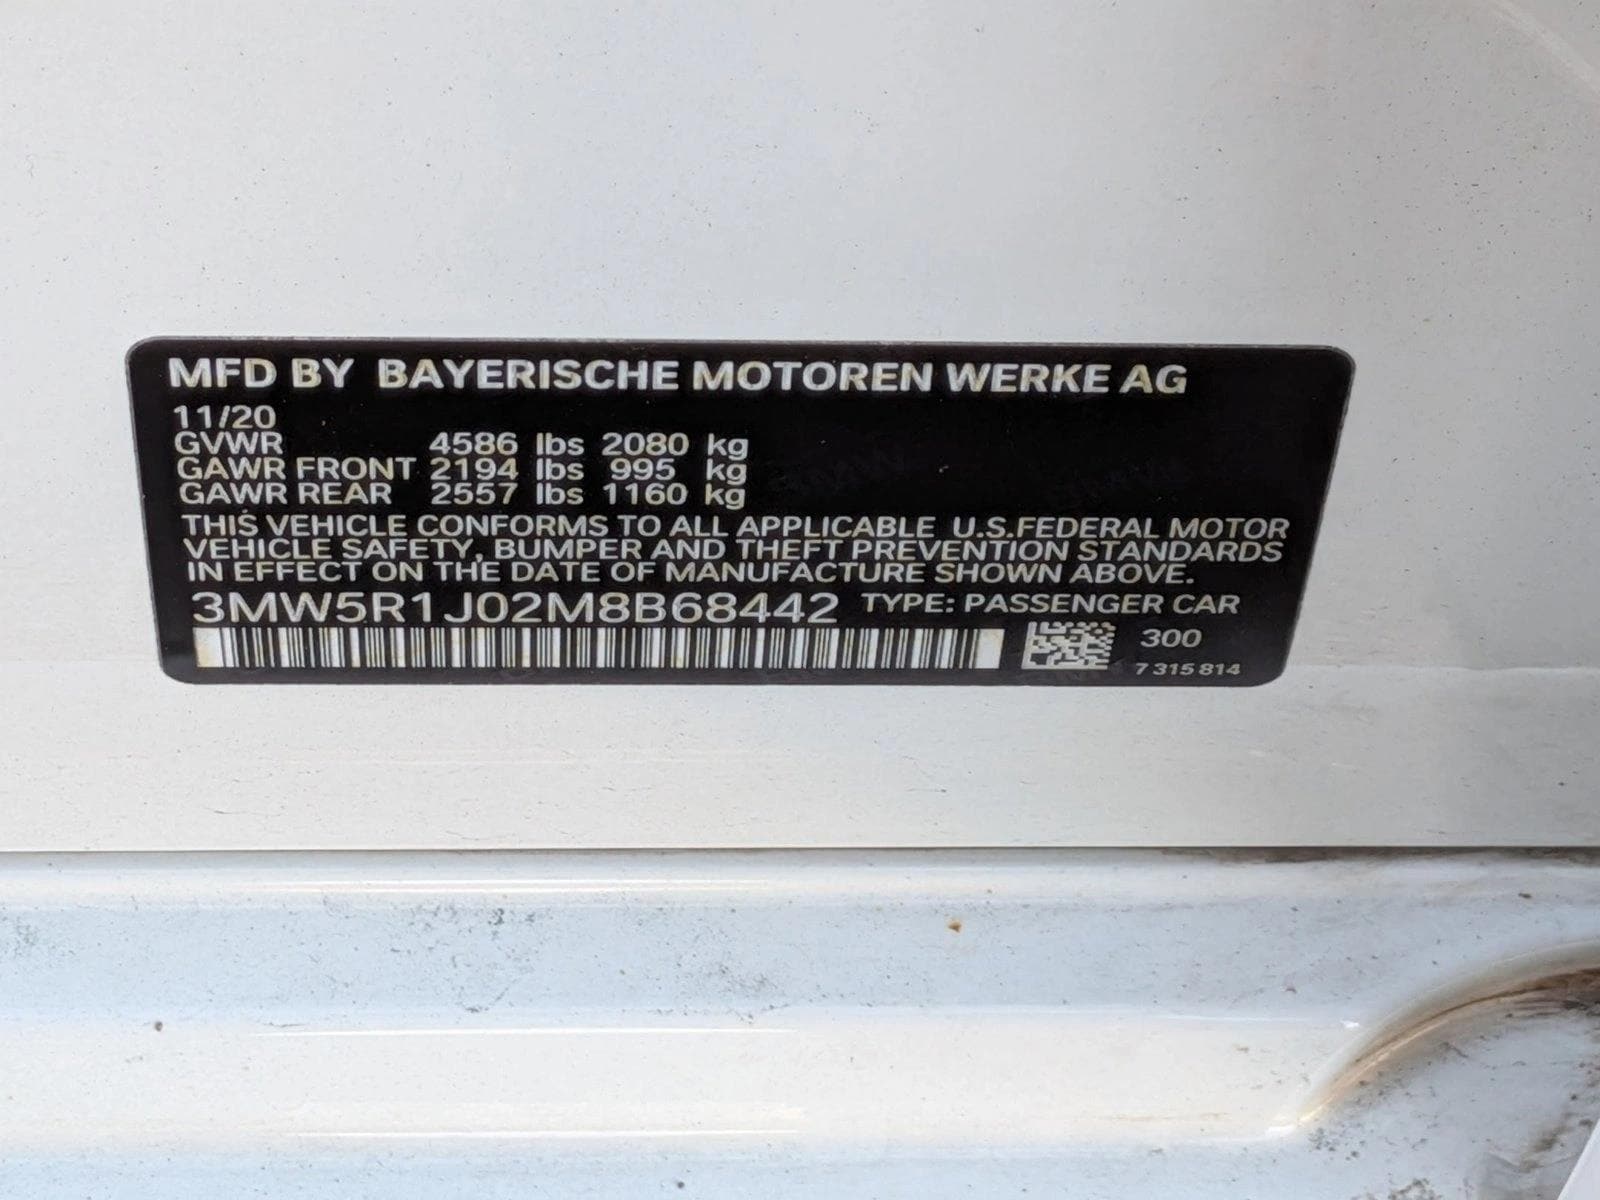 MFD BY BAYERISCHE MOTOREN WERKE AG
11/20
GVWR 4586 lbs 2080 kg
GAWR FRONT 2194 lbs 995 kg
GAWR REAR 2557 lbs 1160 kg
THIS VEHICLE CONFORMS TO ALL APPLICABLE U.S.FEDERAL MOTOR
VEHICLE SAFETY, BUMPER AND THEFT PREVENTION STANDARDS
IN EFFECT ON THE DATE OF MANUFACTURE SHOWN ABOVE.
3MW5R1J02M8B68442 TYPE: PASSENGER CAR
300
7 315 814